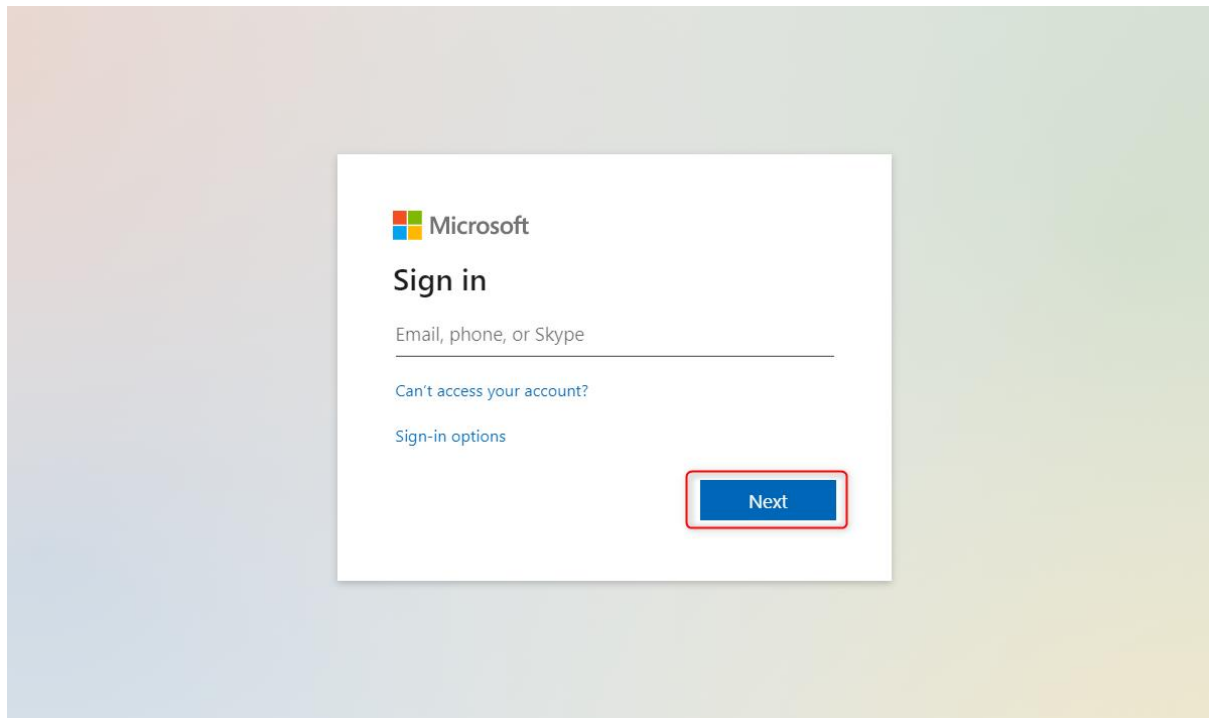 Microsoft
Sign in
Email, phone, or Skype
Can't access your account?
Sign-in options
Next